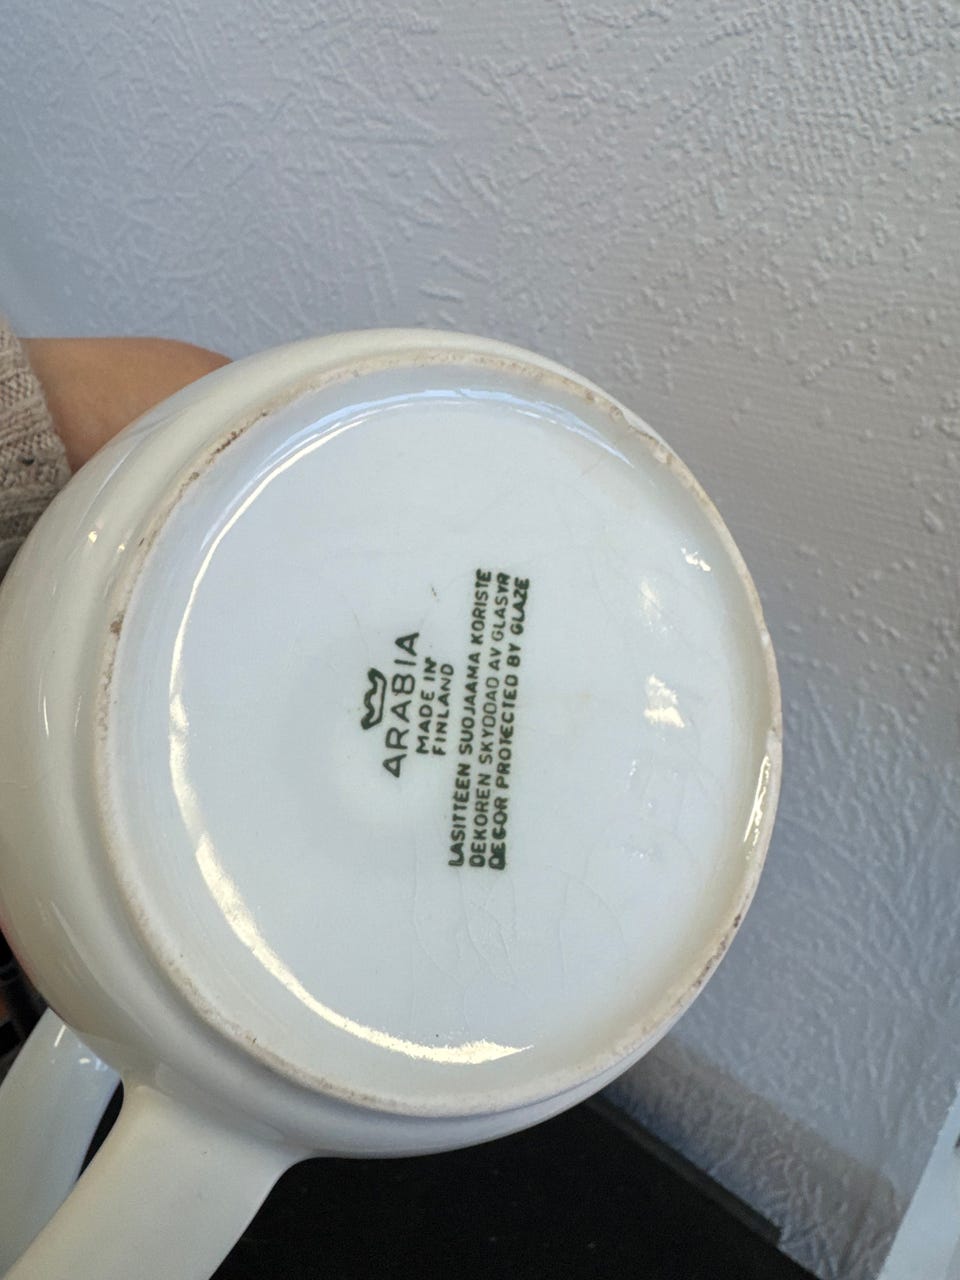 ARABIA
MADE IN
FINLAND
LASITTEEN SUOJAAMA KORISTE
DEKOREN SKYDDAD AV GLASYR
DECOR PROTECTED BY GLAZE